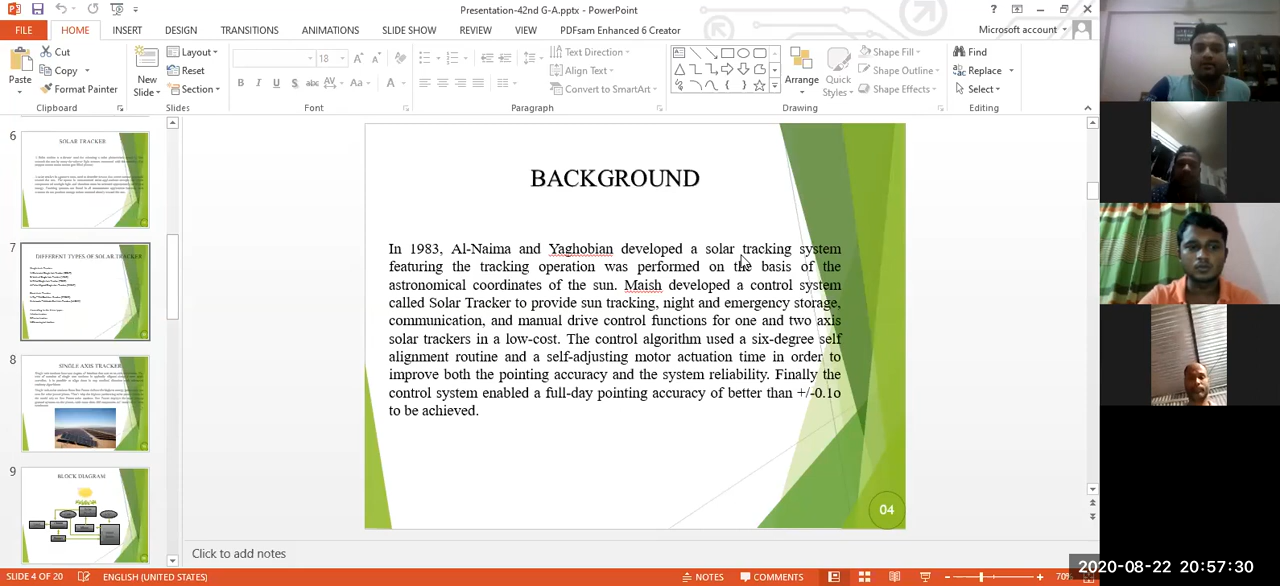 Presentation-42nd G-A.pptx - PowerPoint
?
FILE HOME INSERT DESIGN TRANSITIONS ANIMATIONS SLIDE SHOW REVIEW VIEW PDFsam Enhanced 6 Creator Microsoft account
Paste
Cut
Copy
Format Painter
Clipboard
New
Slide
Layout
Reset
Section
Slides
18
B I U S abc AV Aa A
Font
Text Direction
Align Text
Convert to SmartArt
Paragraph
Arrange
Quick
Styles
Shape Fill
Shape Outline
Shape Effects
Drawing
Find
Replace
Select
Editing
6
SOLAR TRACKER
7
DIFFERENT TYPES OF SOLAR TRACKER
8
SINGLE AXIS TRACKER
9
BLOCK DIAGRAM
BACKGROUND
In 1983, Al-Naima and Yaghobian developed a solar tracking system
featuring the tracking operation was performed on the basis of the
astronomical coordinates of the sun. Maish developed a control system
called Solar Tracker to provide sun tracking, night and emergency storage,
communication, and manual drive control functions for one and two axis
solar trackers in a low-cost. The control algorithm used a six-degree self
alignment routine and a self-adjusting motor actuation time in order to
improve both the pointing accuracy and the system reliability. Finally the
control system enabled a full-day pointing accuracy of better than +/-0.1o
to be achieved.
04
Click to add notes
SLIDE 4 OF 20 ENGLISH (UNITED STATES) NOTES COMMENTS 70%
2020-08-22 20:57:30